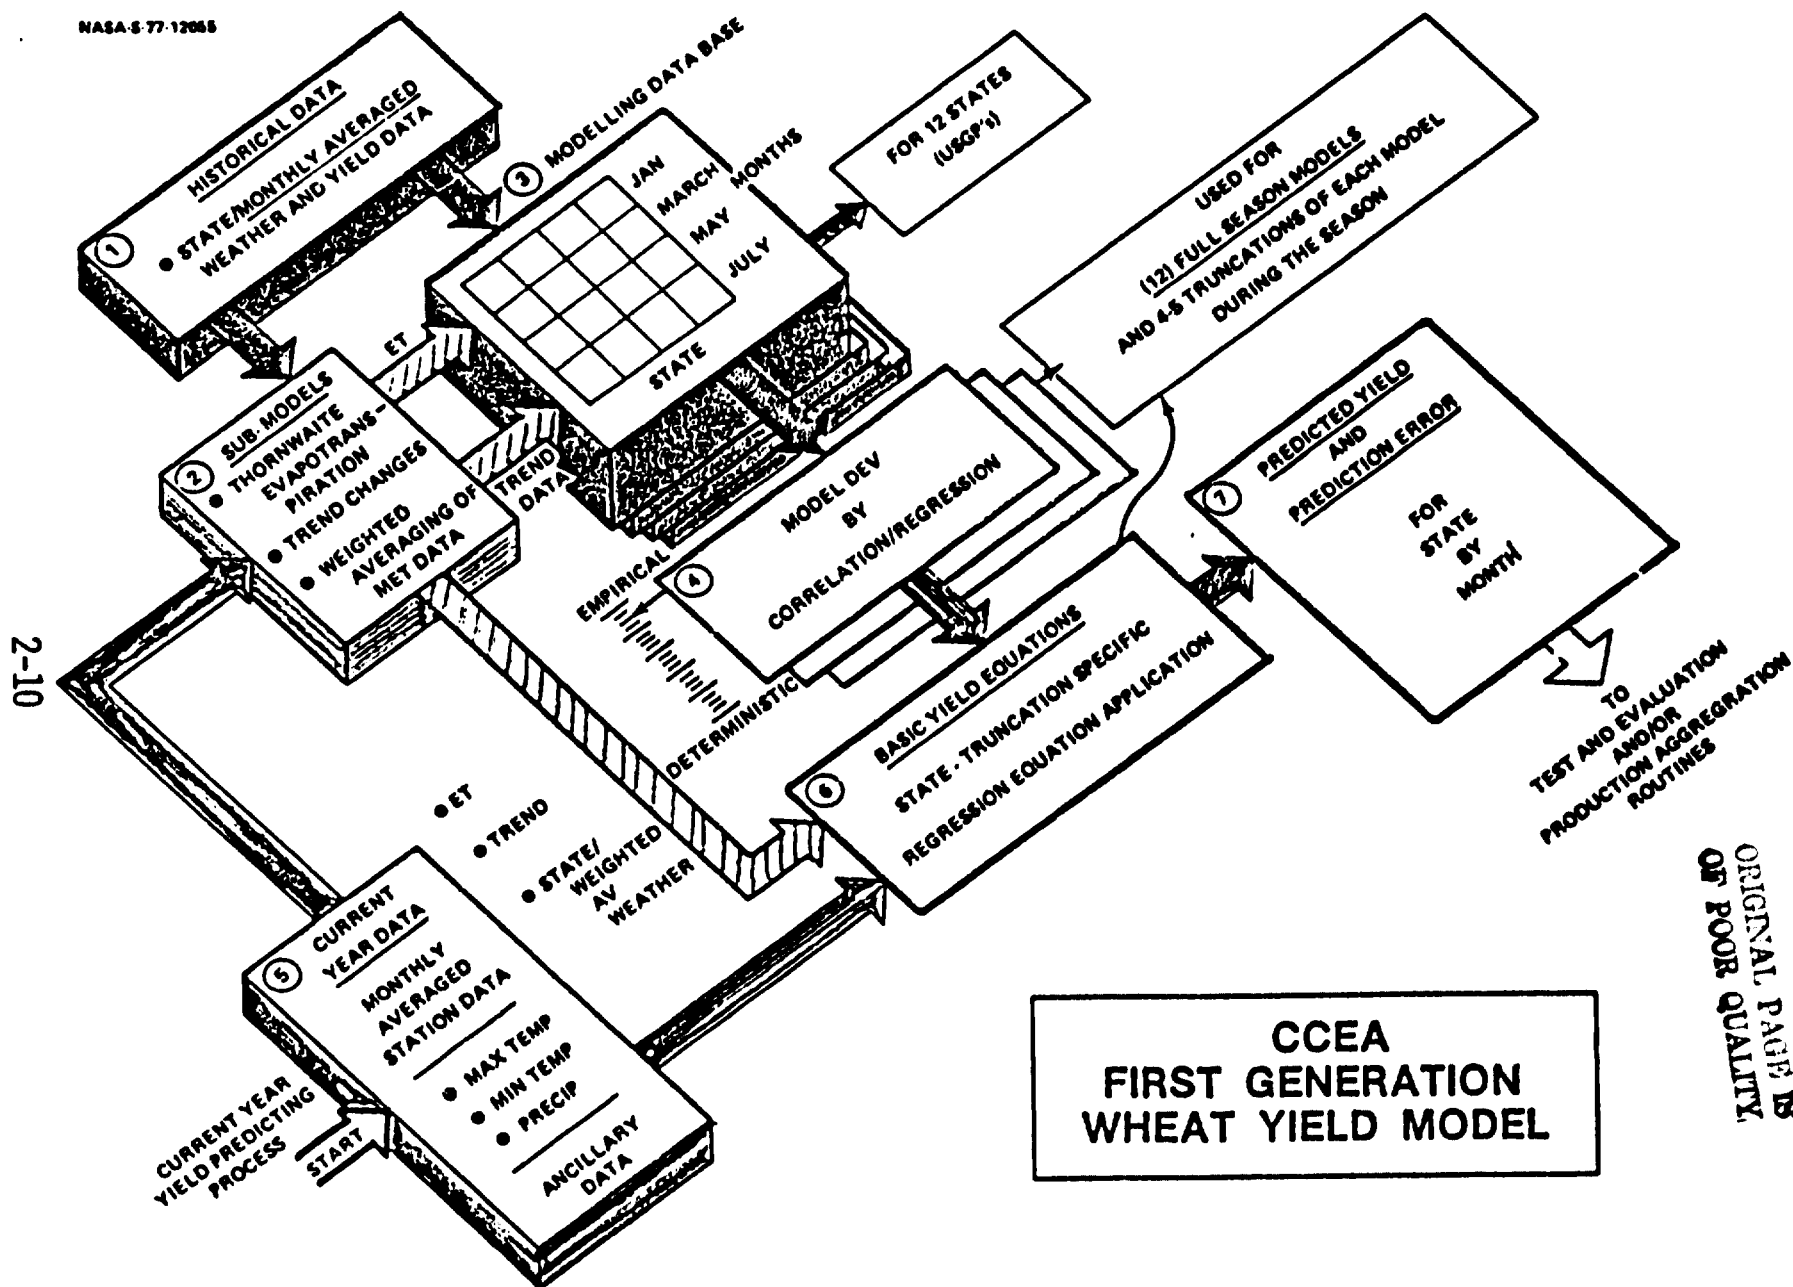 NASA-S-77-12055
1
HISTORICAL DATA
● STATE/MONTHLY AVERAGED
WEATHER AND YIELD DATA
3 MODELLING DATA BASE
JAN
MARCH
MAY
JULY
MONTHS
STATE
FOR 12 STATES
(USGP's)
USED FOR
(12) FULL SEASON MODELS
AND 4-5 TRUNCATIONS OF EACH MODEL
DURING THE SEASON
2
SUB-MODELS
● THORNWAITE
EVAPOTRANS-
PIRATION
● TREND CHANGES
● WEIGHTED
AVERAGING OF
MET DATA
ET
TREND
DATA
4
MODEL DEV
BY
CORRELATION/REGRESSION
EMPIRICAL
DETERMINISTIC
7
PREDICTED YIELD
AND
PREDICTION ERROR
FOR
STATE
BY
MONTH
TO
TEST AND EVALUATION
AND/OR
PRODUCTION AGGREGRATION
ROUTINES
6
BASIC YIELD EQUATIONS
STATE - TRUNCATION SPECIFIC
REGRESSION EQUATION APPLICATION
● ET
● TREND
● STATE/
WEIGHTED
AV
WEATHER
5
CURRENT
YEAR DATA
MONTHLY
AVERAGED
STATION DATA
● MAX TEMP
● MIN TEMP
● PRECIP
ANCILLARY
DATA
CURRENT YEAR
YIELD PREDICTING
PROCESS
START
CCEA
FIRST GENERATION
WHEAT YIELD MODEL
2-10
ORIGINAL PAGE IS
OF POOR QUALITY